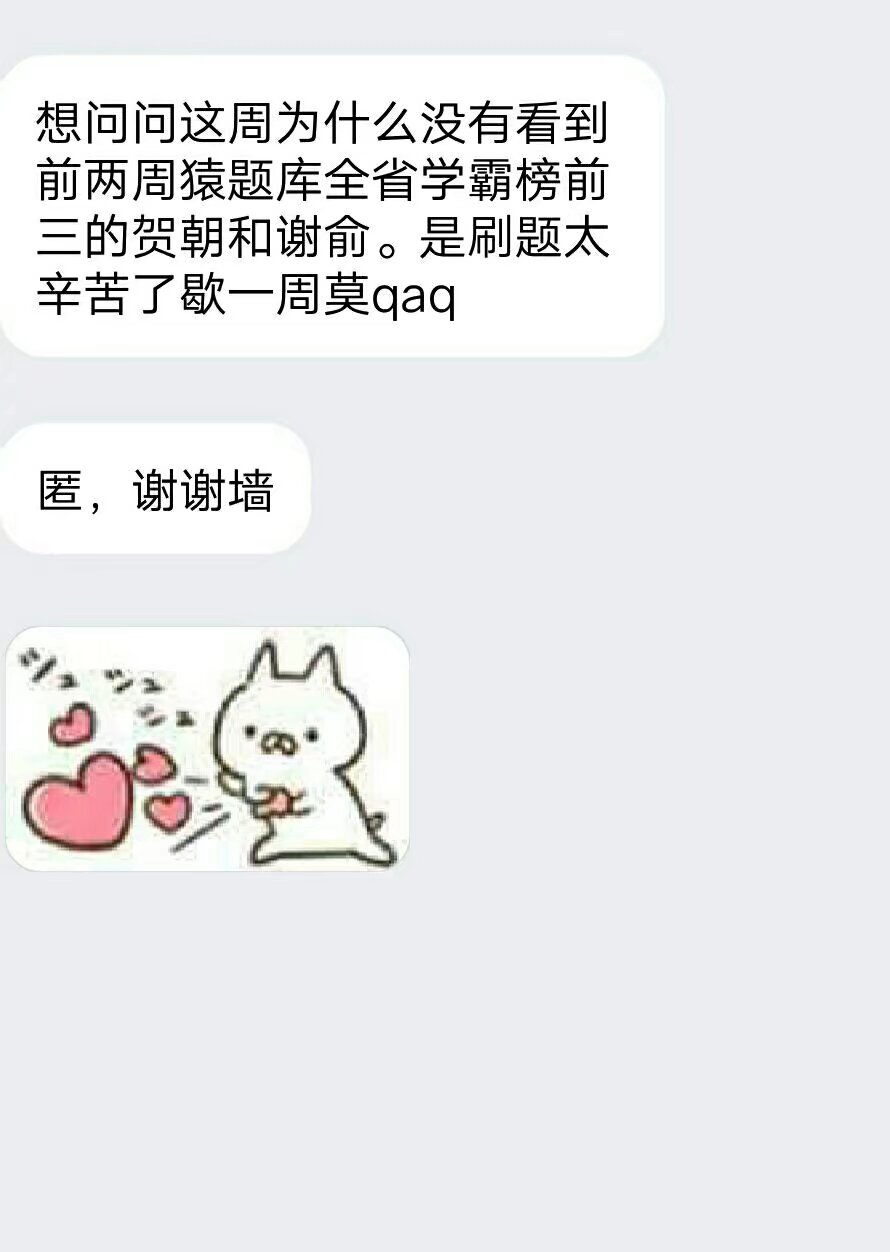 想问问这周为什么没有看到
前两周猿题库全省学霸榜前
三的贺朝和谢俞。是刷题太
辛苦了歇一周莫qaq
匿，谢谢墙
シュ シュ
シュ